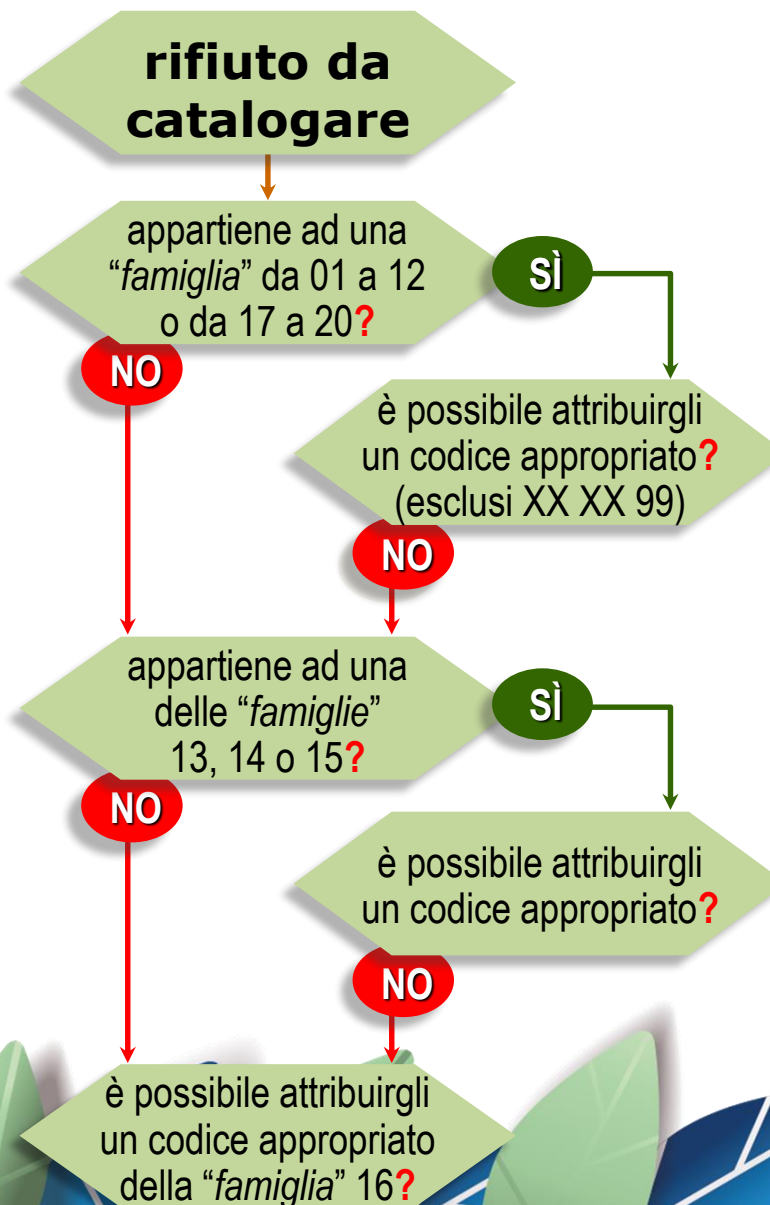 rifiuto da
catalogare
appartiene ad una
“famiglia” da 01 a 12
o da 17 a 20?
SÌ
NO
è possibile attribuirgli
un codice appropriato?
(esclusi XX XX 99)
NO
appartiene ad una
delle “famiglie”
13, 14 o 15?
SÌ
NO
è possibile attribuirgli
un codice appropriato?
NO
è possibile attribuirgli
un codice appropriato
della “famiglia” 16?